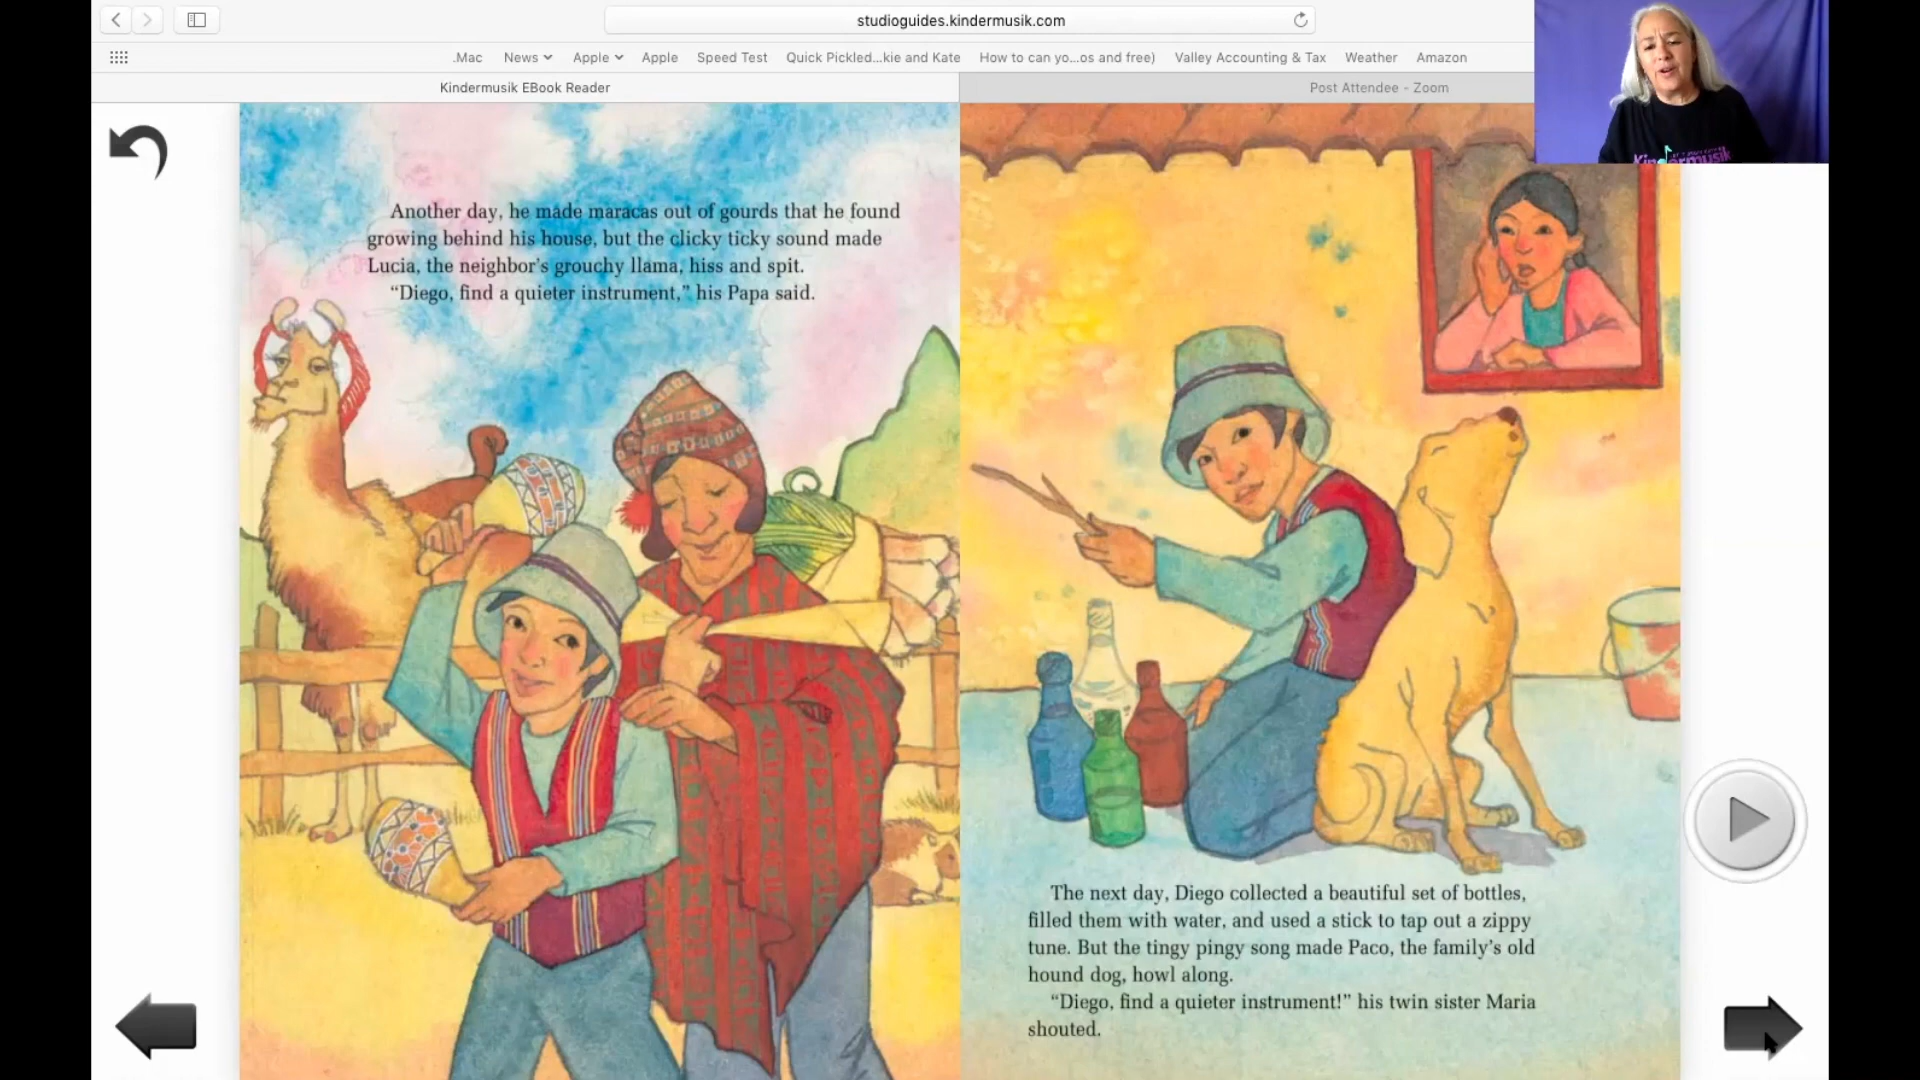 studioguides.kindermusik.com
.Mac News Apple Apple Speed Test Quick Pickled...kie and Kate How to can yo...os and free) Valley Accounting & Tax Weather Amazon
Kindermusik EBook Reader Post Attendee - Zoom
Kindermusik
Another day, he made maracas out of gourds that he found
growing behind his house, but the clicky ticky sound made
Lucia, the neighbor's grouchy llama, hiss and spit.
“Diego, find a quieter instrument,” his Papa said.
The next day, Diego collected a beautiful set of bottles,
filled them with water, and used a stick to tap out a zippy
tune. But the tingy pingy song made Paco, the family's old
hound dog, howl along.
“Diego, find a quieter instrument!” his twin sister Maria
shouted.